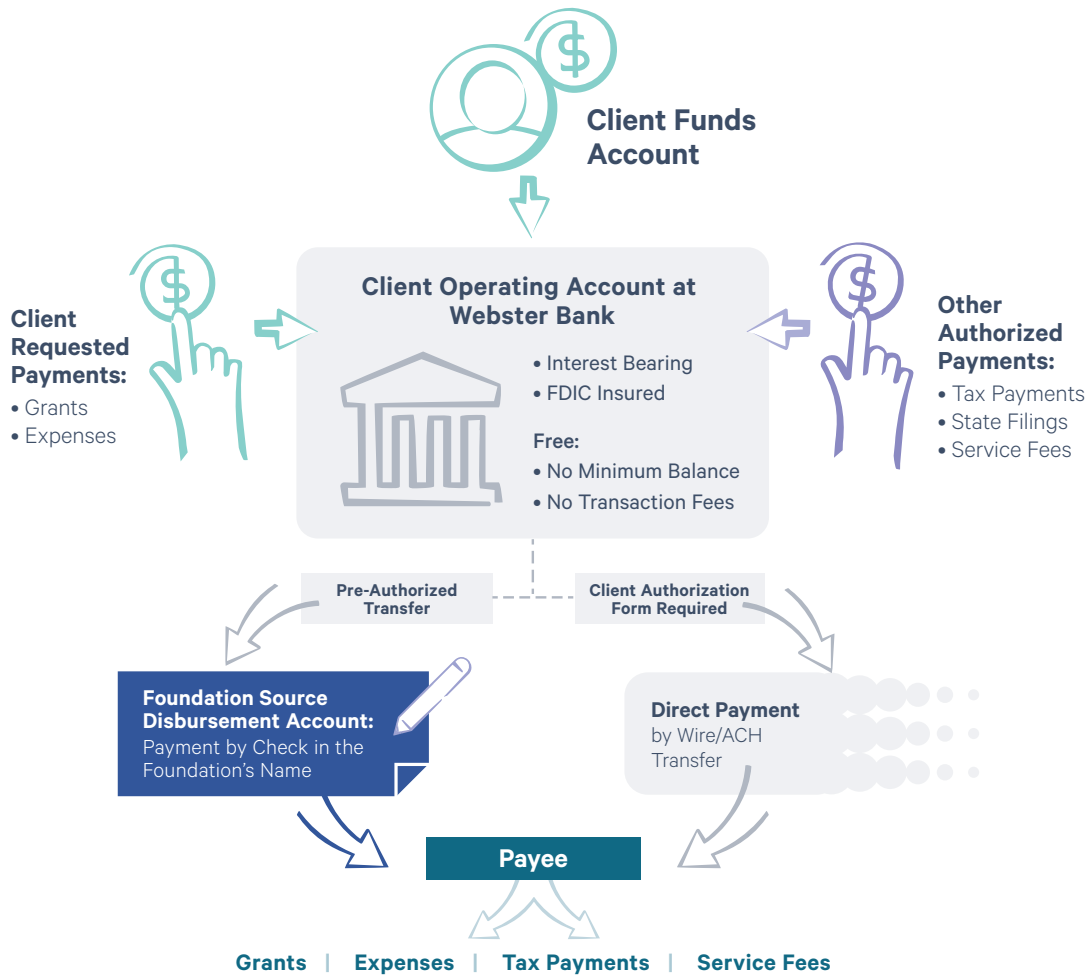 $
Client Funds
Account
$
Client
Requested
Payments:
• Grants
• Expenses
Client Operating Account at
Webster Bank
• Interest Bearing
• FDIC Insured
Free:
• No Minimum Balance
• No Transaction Fees
$
Other
Authorized
Payments:
• Tax Payments
• State Filings
• Service Fees
Pre-Authorized
Transfer
Client Authorization
Form Required
Foundation Source
Disbursement Account:
Payment by Check in the
Foundation’s Name
Direct Payment
by Wire/ACH
Transfer
Payee
Grants | Expenses | Tax Payments | Service Fees